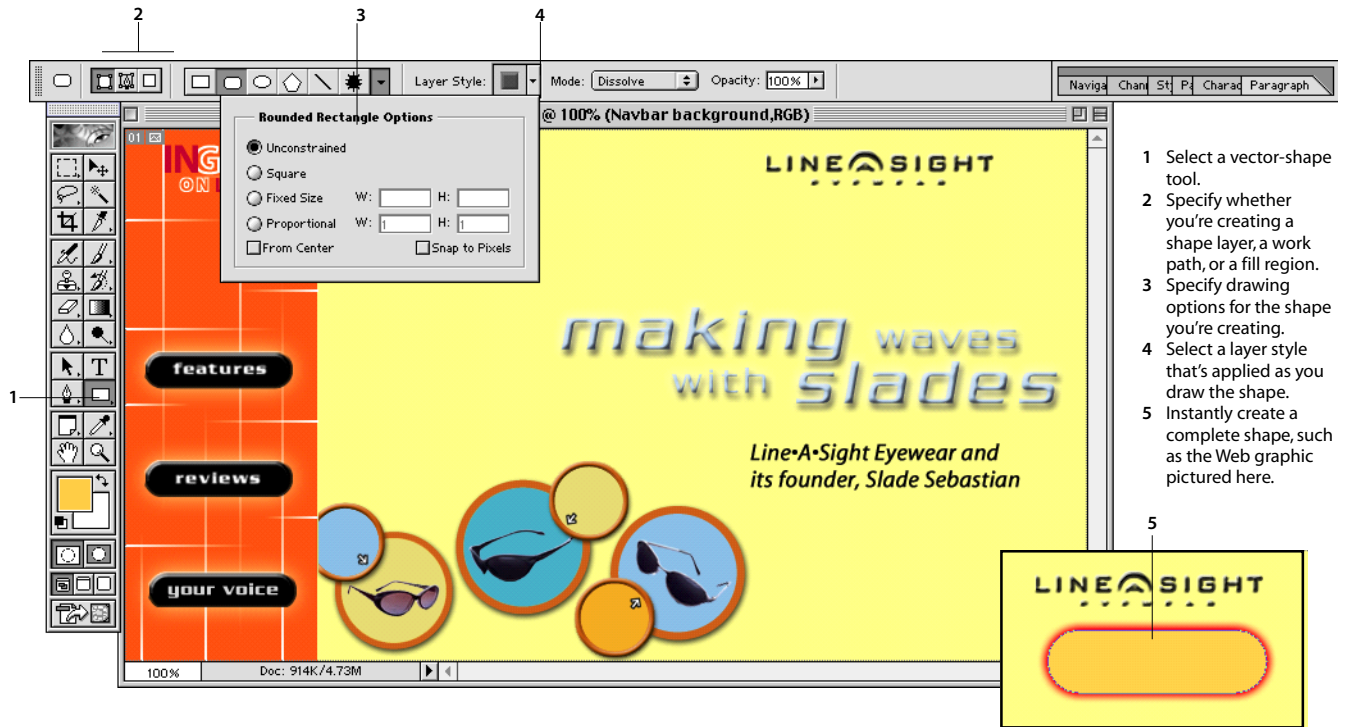 2
3
4
Layer Style:
Mode: Dissolve
Opacity: 100%
Naviga Chann St Pa Charac Paragraph
Rounded Rectangle Options
Unconstrained
Square
Fixed Size W: H:
Proportional W: 1 H: 1
From Center Snap to Pixels
@ 100% (Navbar background,RGB)
01
ING
ON
LINE A SIGHT
making waves
with slades
Line•A•Sight Eyewear and
its founder, Slade Sebastian
features
reviews
your voice
T
1
100% Doc: 914K/4.73M
1 Select a vector-shape
tool.
2 Specify whether
you’re creating a
shape layer, a work
path, or a fill region.
3 Specify drawing
options for the shape
you’re creating.
4 Select a layer style
that’s applied as you
draw the shape.
5 Instantly create a
complete shape, such
as the Web graphic
pictured here.
5
LINE A SIGHT